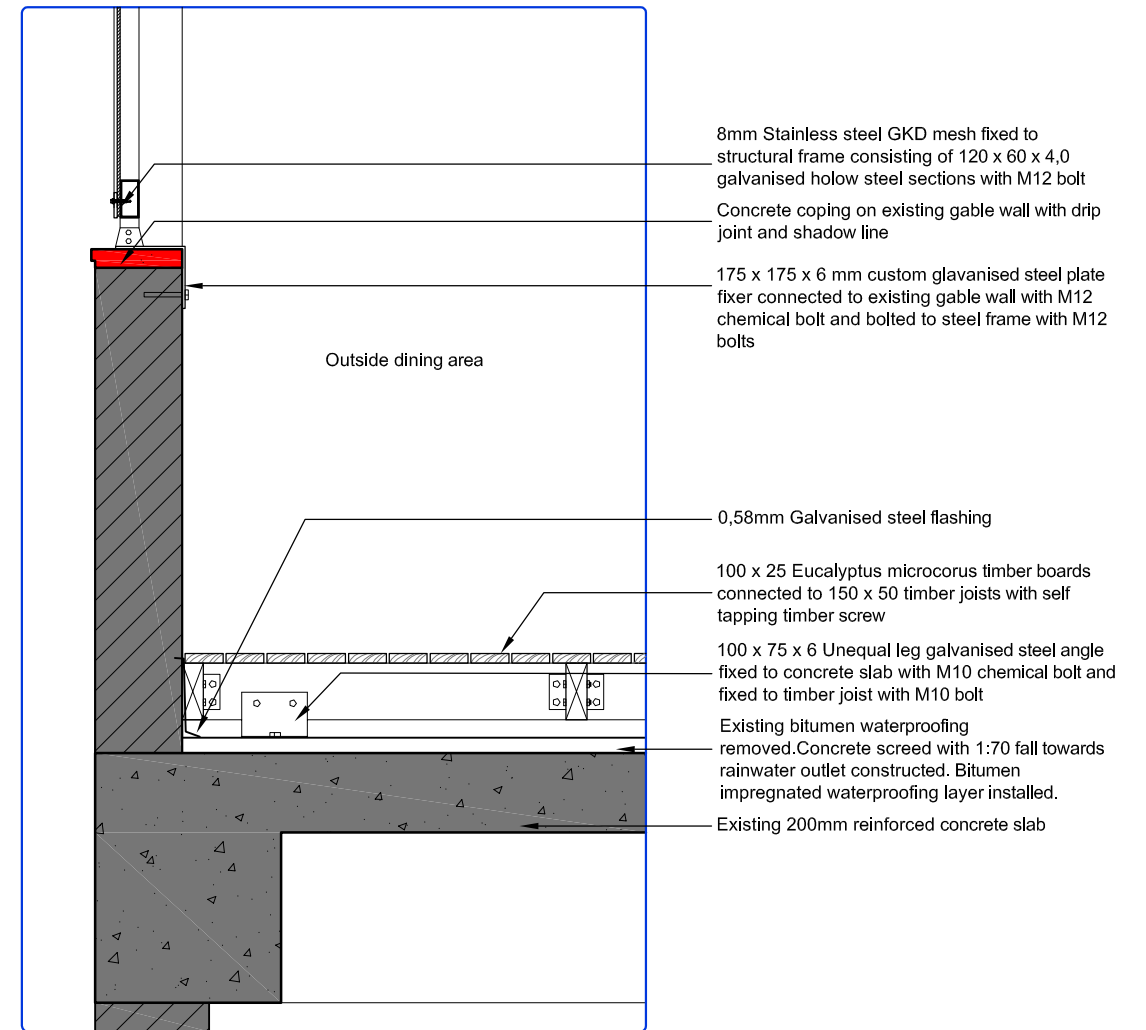 8mm Stainless steel GKD mesh fixed to
structural frame consisting of 120 x 60 x 4,0
galvanised holow steel sections with M12 bolt
Concrete coping on existing gable wall with drip
joint and shadow line
175 x 175 x 6 mm custom glavanised steel plate
fixer connected to existing gable wall with M12
chemical bolt and bolted to steel frame with M12
bolts
Outside dining area
0,58mm Galvanised steel flashing
100 x 25 Eucalyptus microcorus timber boards
connected to 150 x 50 timber joists with self
tapping timber screw
100 x 75 x 6 Unequal leg galvanised steel angle
fixed to concrete slab with M10 chemical bolt and
fixed to timber joist with M10 bolt
Existing bitumen waterproofing
removed.Concrete screed with 1:70 fall towards
rainwater outlet constructed. Bitumen
impregnated waterproofing layer installed.
Existing 200mm reinforced concrete slab